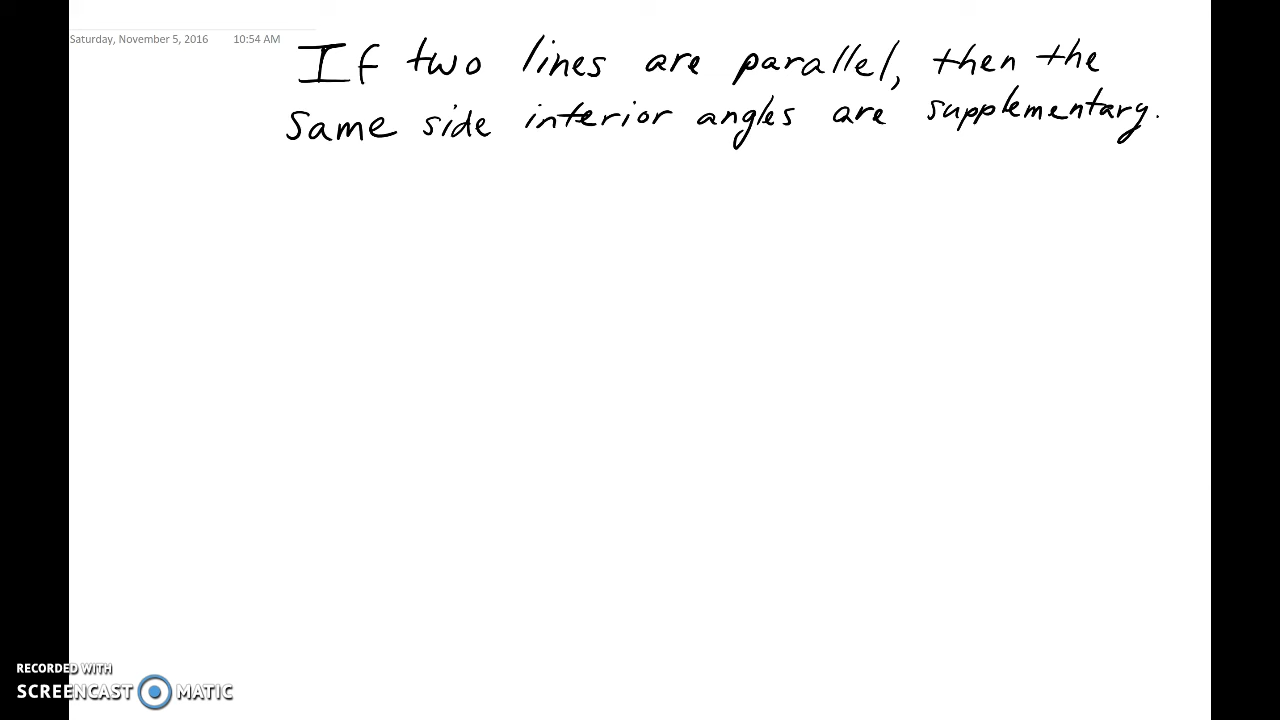 Saturday, November 5, 2016 10:54 AM
If two lines are parallel, then the
same side interior angles are supplementary.
RECORDED WITH
SCREENCAST MATIC